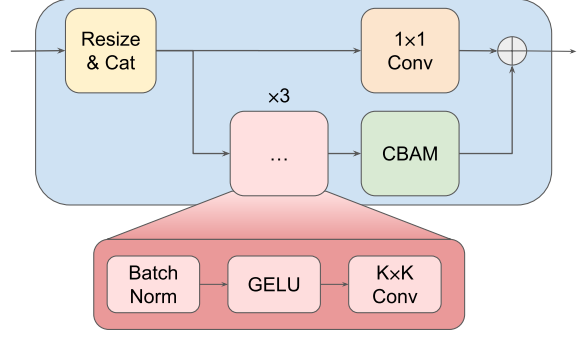 Resize
& Cat
1×1
Conv
×3
...
CBAM
Batch
Norm
GELU
K×K
Conv